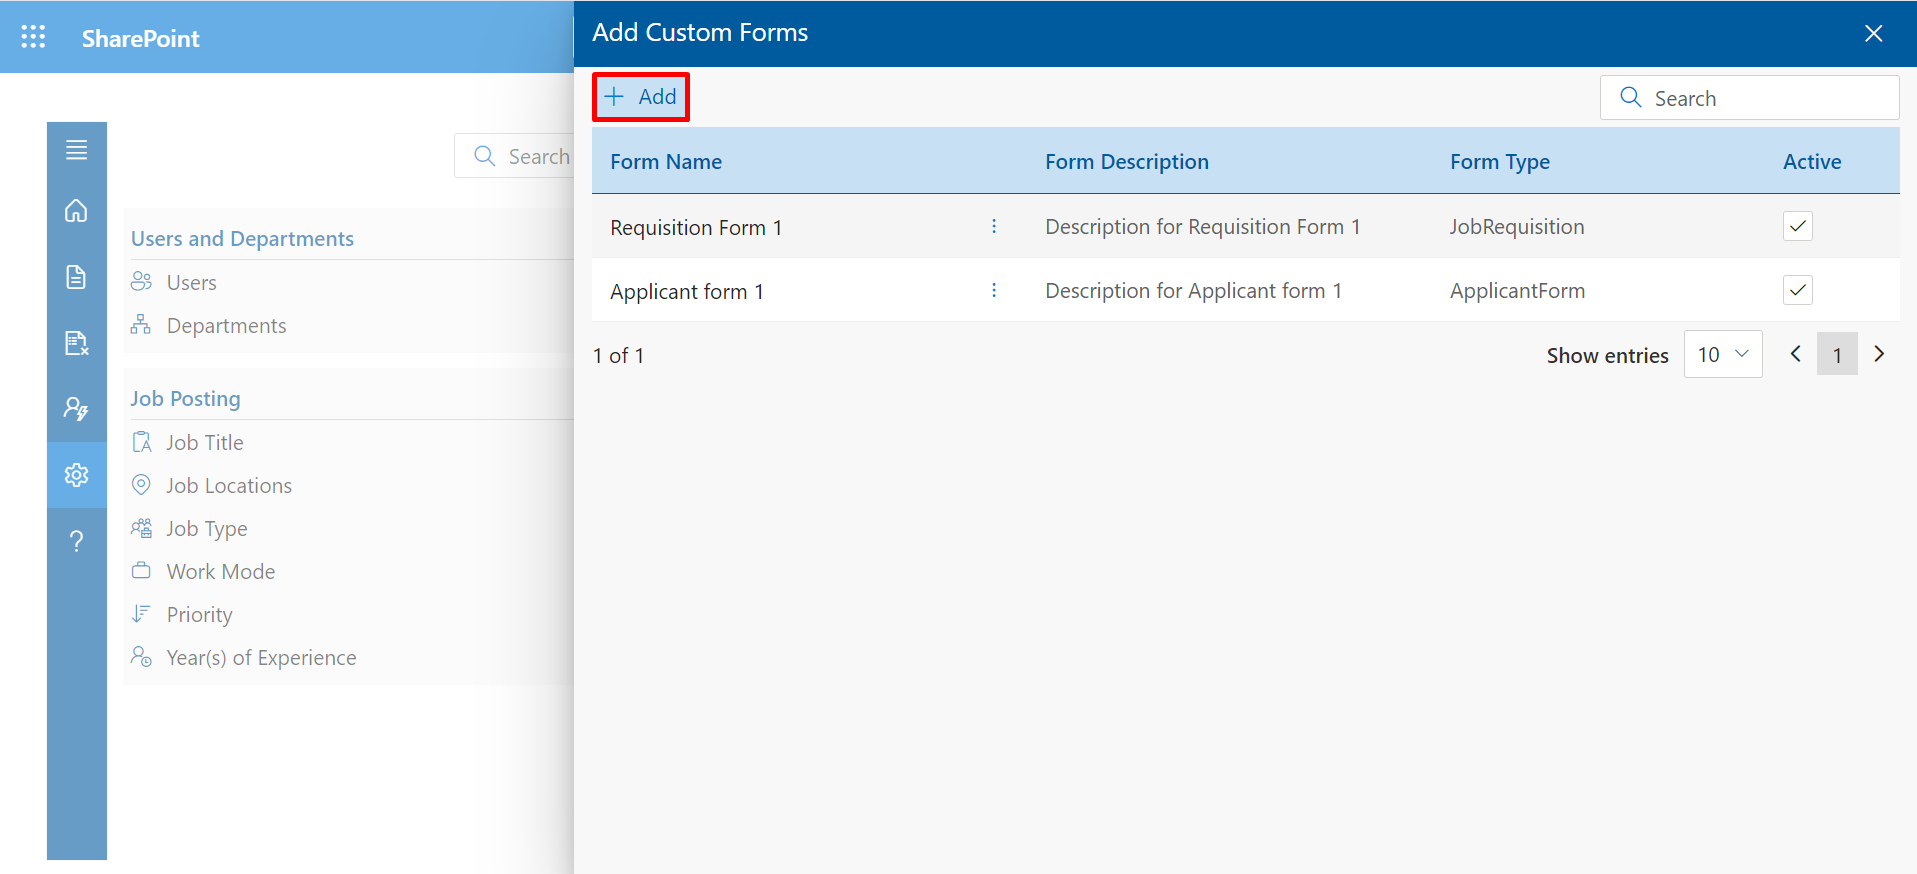 SharePoint
Search
Users and Departments
Users
Departments
Job Posting
Job Title
Job Locations
Job Type
Work Mode
Priority
Year(s) of Experience
Add Custom Forms
Add
Search
Form Name Form Description Form Type Active
Requisition Form 1 Description for Requisition Form 1 JobRequisition
Applicant form 1 Description for Applicant form 1 ApplicantForm
1 of 1 Show entries 10 1